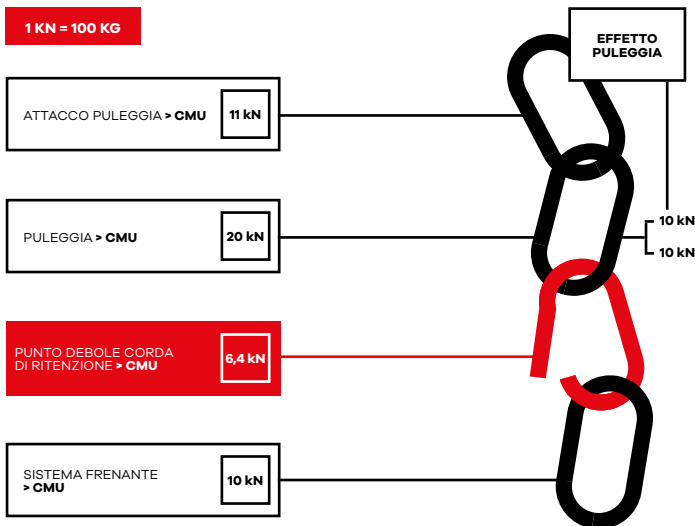 1 KN = 100 KG
EFFETTO
PULEGGIA
ATTACCO PULEGGIA > CMU
11 kN
PULEGGIA > CMU
20 kN
10 kN
10 kN
PUNTO DEBOLE CORDA
DI RITENZIONE > CMU
6,4 kN
SISTEMA FRENANTE
> CMU
10 kN